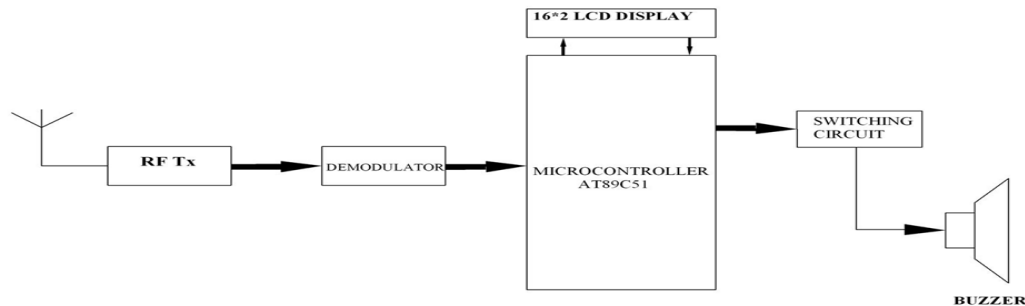 16*2 LCD DISPLAY
RF Tx
DEMODULATOR
MICROCONTROLLER
AT89C51
SWITCHING
CIRCUIT
BUZZER